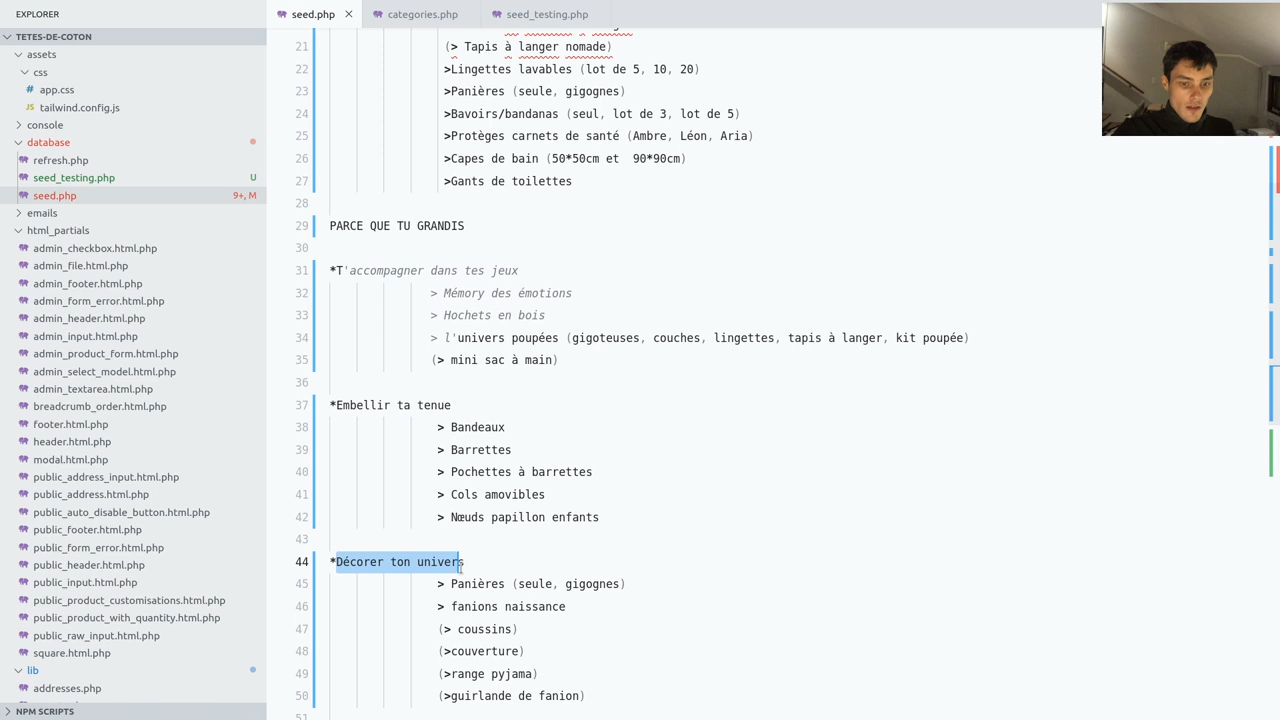 EXPLORER
seed.php
categories.php
seed_testing.php
TETES-DE-COTON
assets
css
# app.css
JS tailwind.config.js
console
database
refresh.php
seed_testing.php U
seed.php 9+, M
emails
html_partials
admin_checkbox.html.php
admin_file.html.php
admin_footer.html.php
admin_form_error.html.php
admin_header.html.php
admin_input.html.php
admin_product_form.html.php
admin_select_model.html.php
admin_textarea.html.php
breadcrumb_order.html.php
footer.html.php
header.html.php
modal.html.php
public_address_input.html.php
public_address.html.php
public_auto_disable_button.html.php
public_footer.html.php
public_form_error.html.php
public_header.html.php
public_input.html.php
public_product_customisations.html.php
public_product_with_quantity.html.php
public_raw_input.html.php
square.html.php
lib
addresses.php
NPM SCRIPTS
21 (> Tapis à langer nomade)
22 >Lingettes lavables (lot de 5, 10, 20)
23 >Panières (seule, gigognes)
24 >Bavoirs/bandanas (seul, lot de 3, lot de 5)
25 >Protèges carnets de santé (Ambre, Léon, Aria)
26 >Capes de bain (50*50cm et  90*90cm)
27 >Gants de toilettes
28
29 PARCE QUE TU GRANDIS
30
31 *T'accompagner dans tes jeux
32 > Mémory des émotions
33 > Hochets en bois
34 > l'univers poupées (gigoteuses, couches, lingettes, tapis à langer, kit poupée)
35 (> mini sac à main)
36
37 *Embellir ta tenue
38 > Bandeaux
39 > Barrettes
40 > Pochettes à barrettes
41 > Cols amovibles
42 > Nœuds papillon enfants
43
44 *Décorer ton univers
45 > Panières (seule, gigognes)
46 > fanions naissance
47 (> coussins)
48 (>couverture)
49 (>range pyjama)
50 (>guirlande de fanion)
51